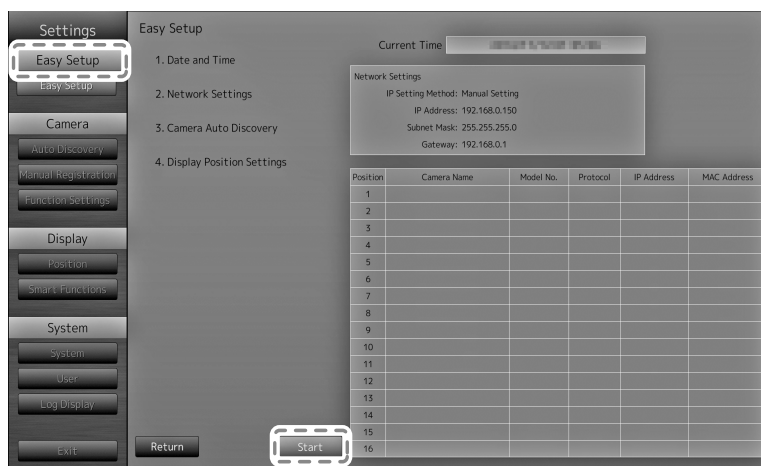 Settings
Easy Setup
Easy Setup
Camera
Auto Discovery
Manual Registration
Function Settings
Display
Position
Smart Functions
System
System
User
Log Display
Exit
Easy Setup
1. Date and Time
2. Network Settings
3. Camera Auto Discovery
4. Display Position Settings
Return
Start
Current Time
Network Settings
IP Setting Method: Manual Setting
IP Address: 192.168.0.150
Subnet Mask: 255.255.255.0
Gateway: 192.168.0.1
Position Camera Name Model No. Protocol IP Address MAC Address
1
2
3
4
5
6
7
8
9
10
11
12
13
14
15
16